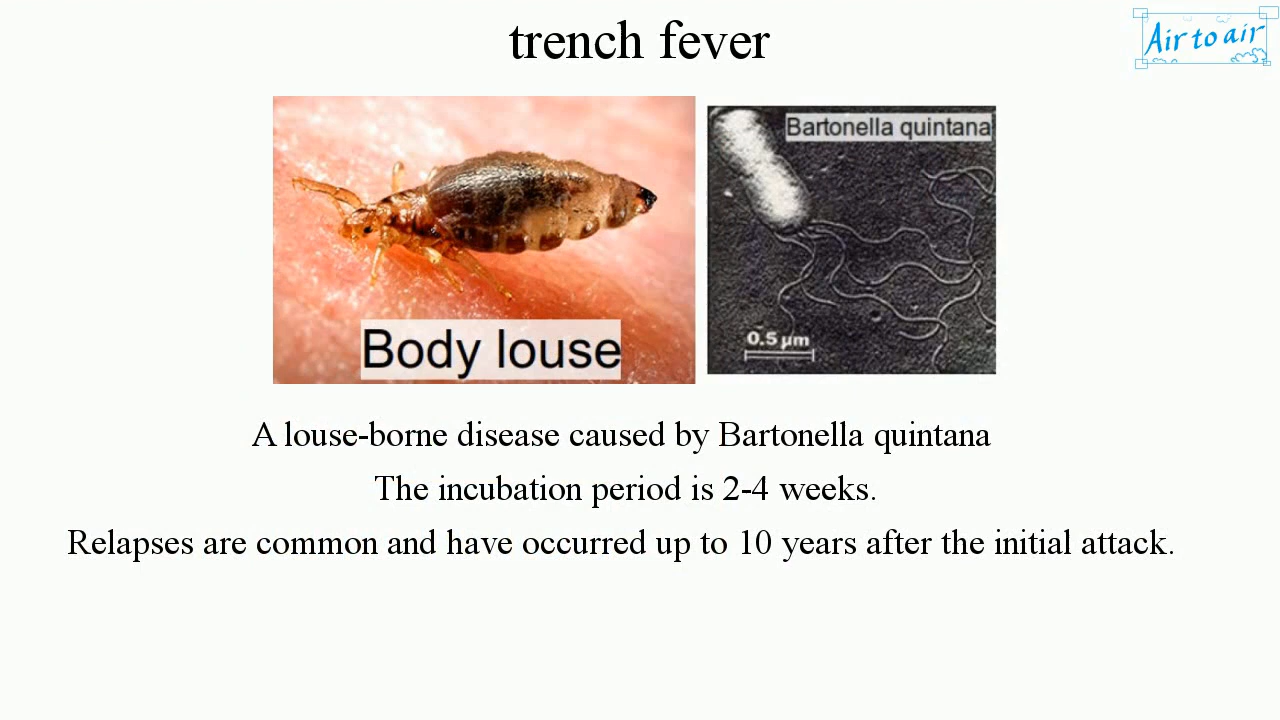 trench fever
Air to air
Bartonella quintana
Body louse
0.5 µm
A louse-borne disease caused by Bartonella quintana
The incubation period is 2-4 weeks.
Relapses are common and have occurred up to 10 years after the initial attack.